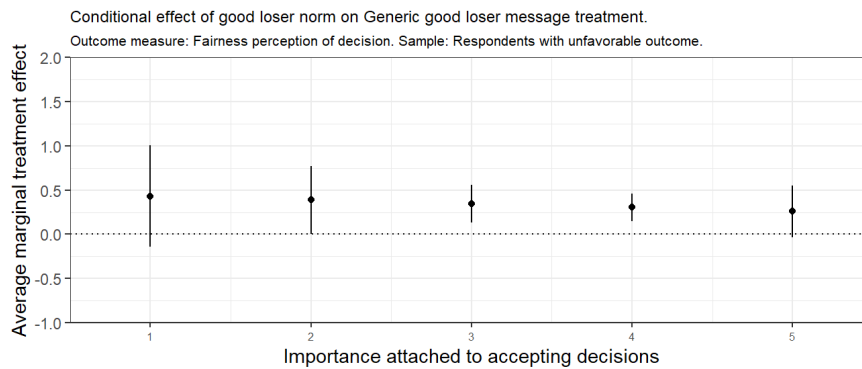 Conditional effect of good loser norm on Generic good loser message treatment.
Outcome measure: Fairness perception of decision. Sample: Respondents with unfavorable outcome.
Average marginal treatment effect
2.0
1.5
1.0
0.5
0.0
-0.5
-1.0
1 2 3 4 5
Importance attached to accepting decisions